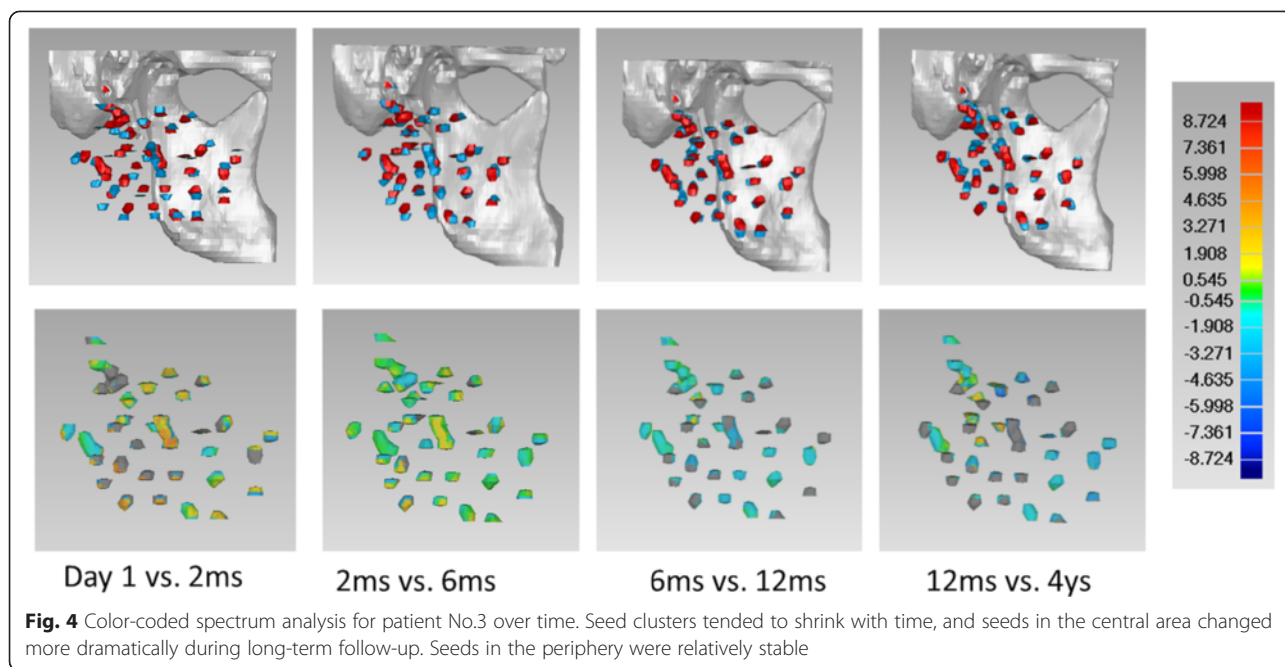 8.724
7.361
5.998
4.635
3.271
1.908
0.545
-0.545
-1.908
-3.271
-4.635
-5.998
-7.361
-8.724
Day 1 vs. 2ms
2ms vs. 6ms
6ms vs. 12ms
12ms vs. 4ys
Fig. 4 Color-coded spectrum analysis for patient No.3 over time. Seed clusters tended to shrink with time, and seeds in the central area changed
more dramatically during long-term follow-up. Seeds in the periphery were relatively stable